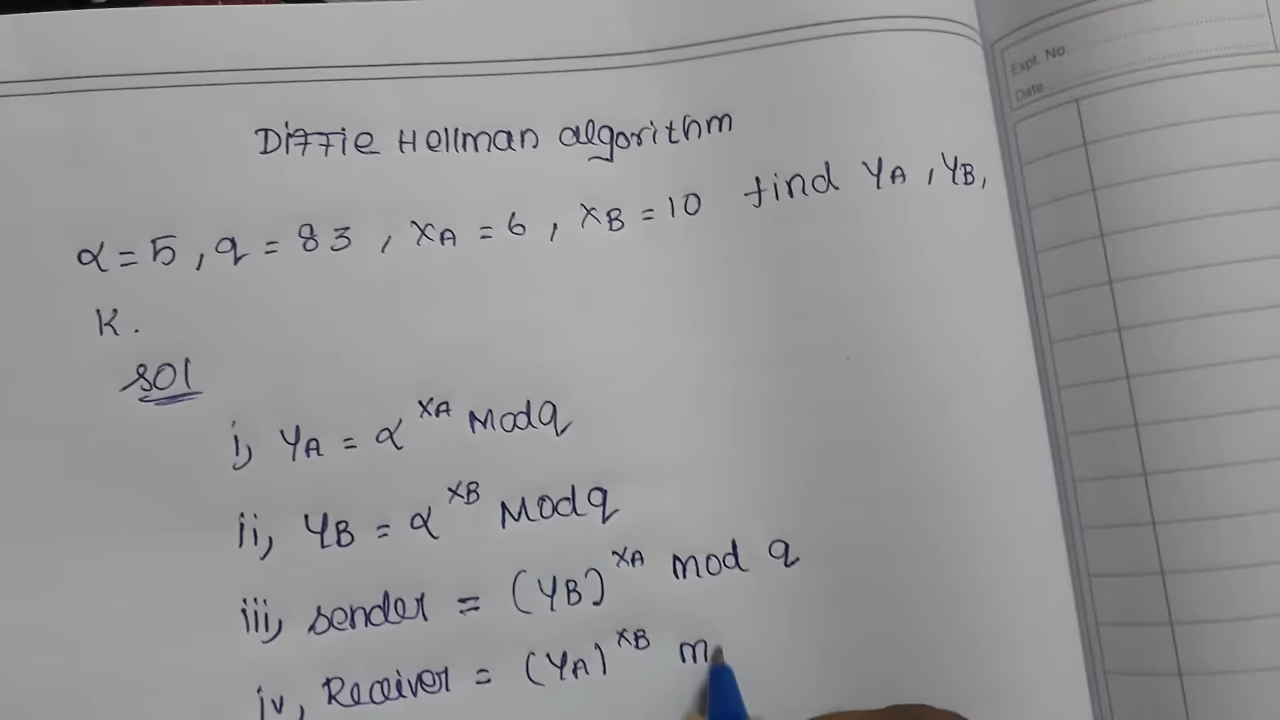 Expt. No
Date
Diffie Hellman algorithm
α = 5 , q = 83 , XA = 6 , XB = 10 find YA , YB,
K .
Sol
i) YA = α^XA Mod q
ii) YB = α^XB Mod q
iii) sender = (YB)^XA mod q
iv) Receiver = (YA)^XB m